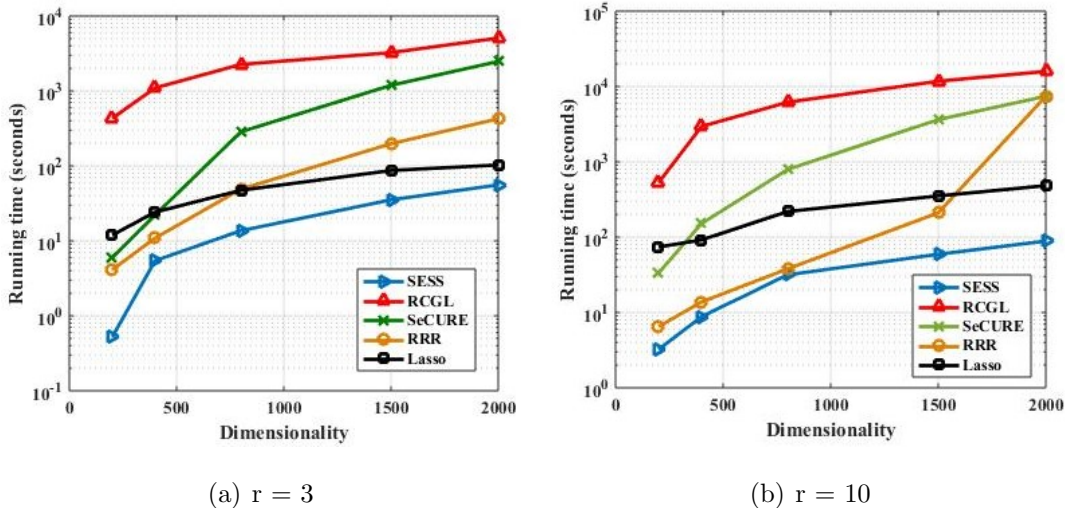 10^4
10^3
10^2
10^1
10^0
10^-1
Running time (seconds)
0 500 1000 1500 2000
Dimensionality
SESS
RCGL
SeCURE
RRR
Lasso
(a) r = 3
10^5
10^4
10^3
10^2
10^1
10^0
Running time (seconds)
0 500 1000 1500 2000
Dimensionality
SESS
RCGL
SeCURE
RRR
Lasso
(b) r = 10